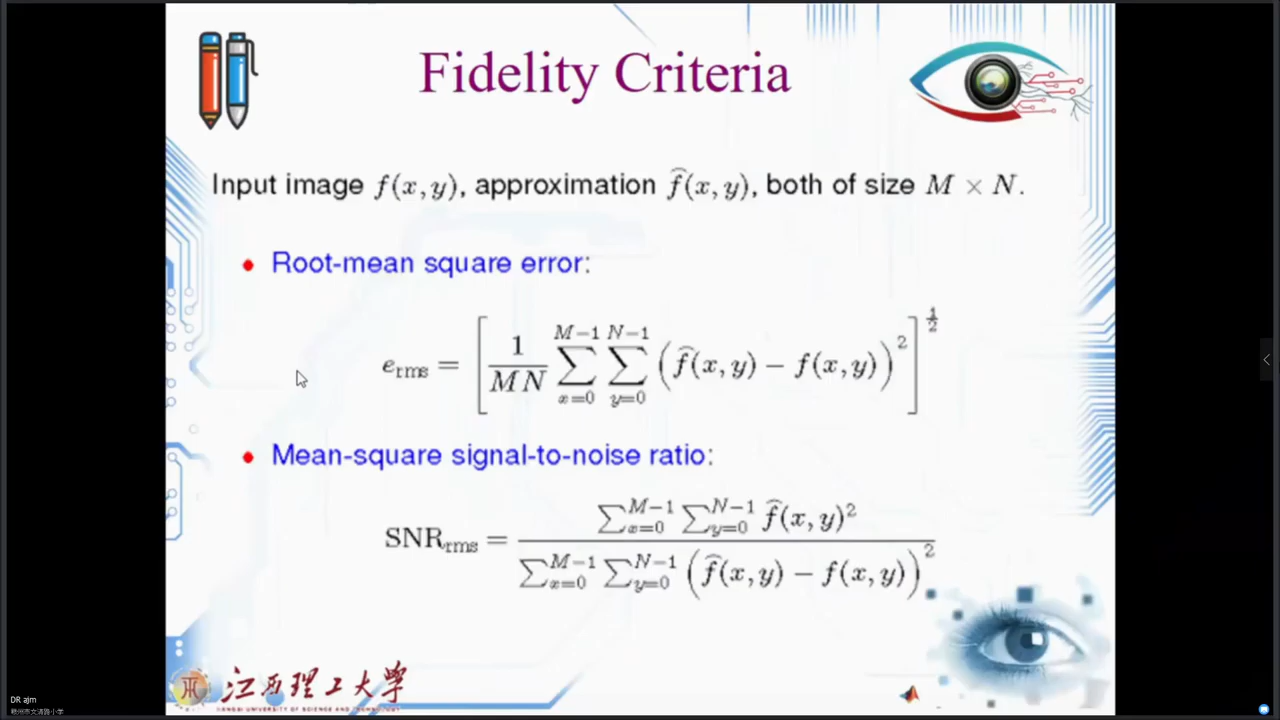 Fidelity Criteria
Input image f(x, y), approximation f̂(x, y), both of size M × N.
• Root-mean square error:
e_rms = [ 1/MN ∑_{x=0}^{M−1} ∑_{y=0}^{N−1} ( f̂(x, y) − f(x, y) )² ]^{1/2}
• Mean-square signal-to-noise ratio:
SNR_rms = ∑_{x=0}^{M−1} ∑_{y=0}^{N−1} f̂(x, y)² / ∑_{x=0}^{M−1} ∑_{y=0}^{N−1} ( f̂(x, y) − f(x, y) )²
江西理工大学
JIANGXI UNIVERSITY OF SCIENCE AND TECHNOLOGY
DR ajm